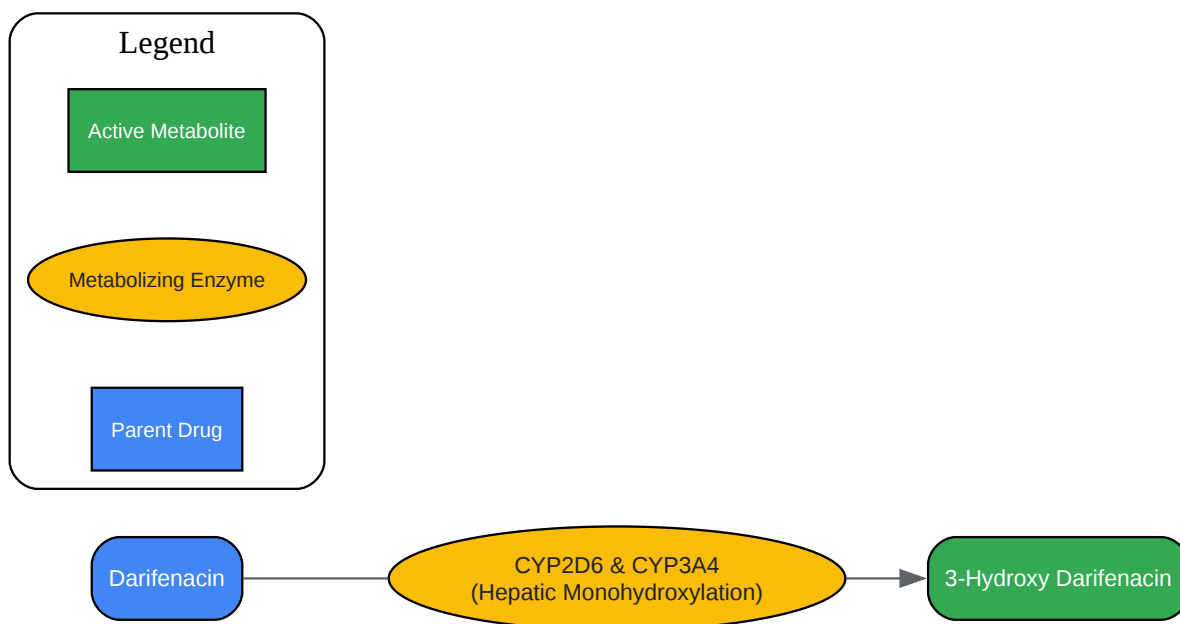 Legend
Active Metabolite
Metabolizing Enzyme
Parent Drug
Darifenacin
CYP2D6 & CYP3A4
(Hepatic Monohydroxylation)
3-Hydroxy Darifenacin